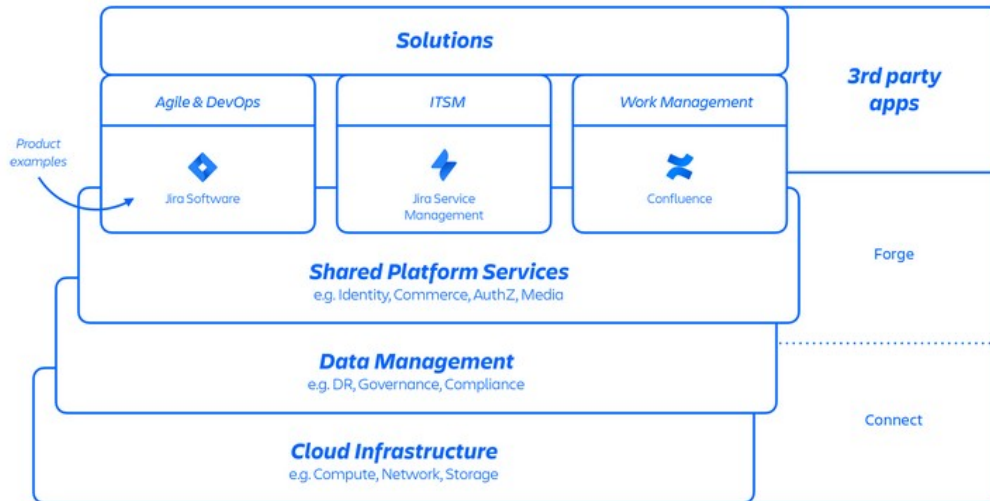 Solutions
3rd party
apps
Agile & DevOps
ITSM
Work Management
Product
examples
Jira Software
Jira Service
Management
Confluence
Forge
Shared Platform Services
e.g. Identity, Commerce, AuthZ, Media
Data Management
e.g. DR, Governance, Compliance
Connect
Cloud Infrastructure
e.g. Compute, Network, Storage